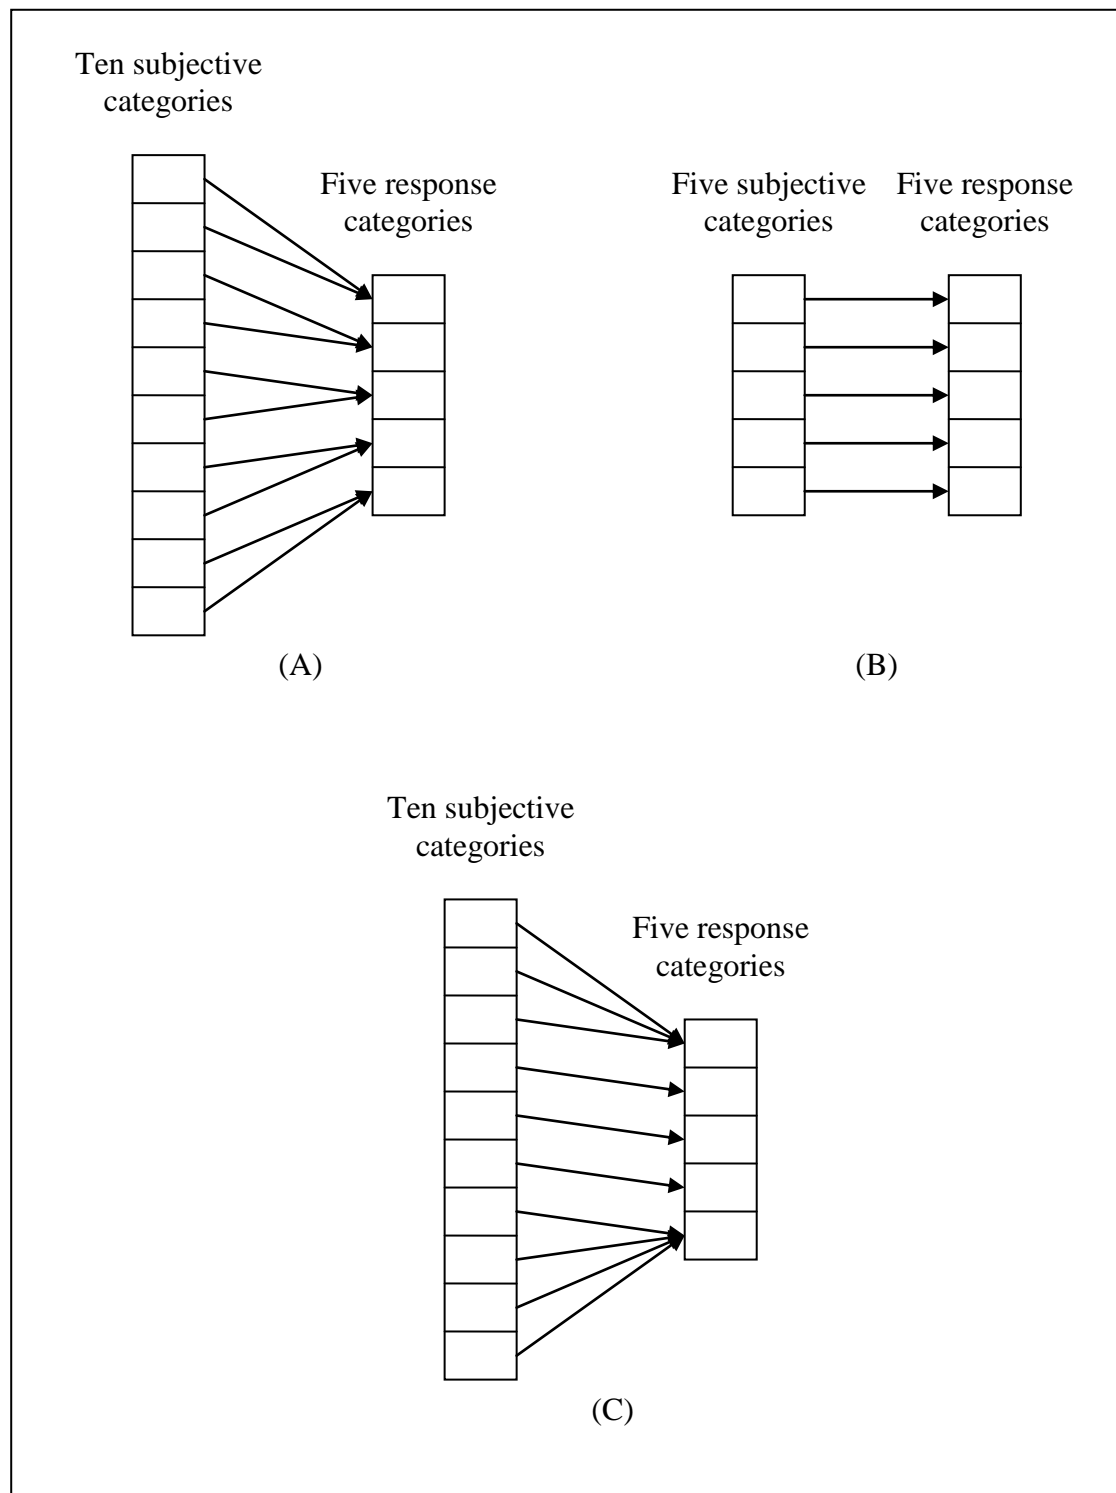 Ten subjective
categories
Five response
categories
(A)
Five subjective
categories
Five response
categories
(B)
Ten subjective
categories
Five response
categories
(C)